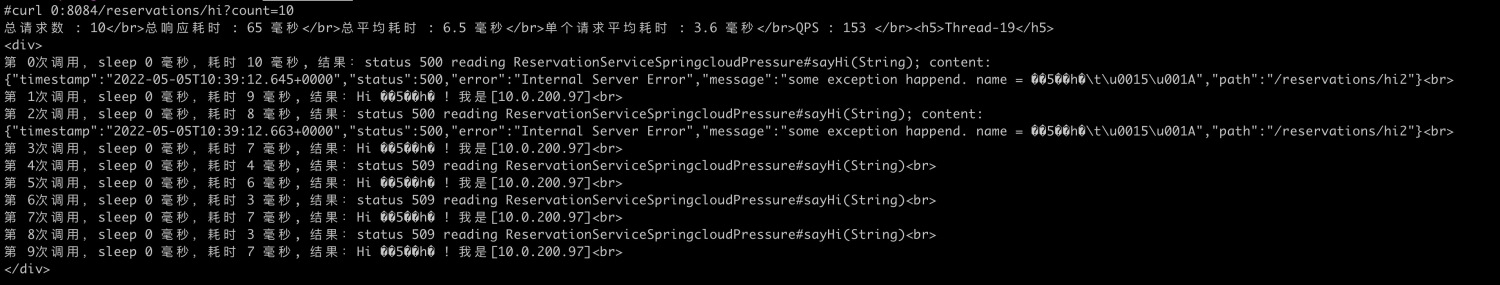 #curl 0:8084/reservations/hi?count=10
总请求数 : 10</br>总响应耗时 : 65 毫秒</br>总平均耗时 : 6.5 毫秒</br>单个请求平均耗时 : 3.6 毫秒</br>QPS : 153 </br><h5>Thread-19</h5>
<div>
第 0次调用, sleep 0 毫秒, 耗时 10 毫秒, 结果: status 500 reading ReservationServiceSpringcloudPressure#sayHi(String); content:
{"timestamp":"2022-05-05T10:39:12.645+0000","status":500,"error":"Internal Server Error","message":"some exception happend. name = ��5��h�\t\u0015\u001A","path":"/reservations/hi2"}<br>
第 1次调用, sleep 0 毫秒, 耗时 9 毫秒, 结果: Hi ��5��h� ! 我是[10.0.200.97]<br>
第 2次调用, sleep 0 毫秒, 耗时 8 毫秒, 结果: status 500 reading ReservationServiceSpringcloudPressure#sayHi(String); content:
{"timestamp":"2022-05-05T10:39:12.663+0000","status":500,"error":"Internal Server Error","message":"some exception happend. name = ��5��h�\t\u0015\u001A","path":"/reservations/hi2"}<br>
第 3次调用, sleep 0 毫秒, 耗时 7 毫秒, 结果: Hi ��5��h� ! 我是[10.0.200.97]<br>
第 4次调用, sleep 0 毫秒, 耗时 4 毫秒, 结果: status 509 reading ReservationServiceSpringcloudPressure#sayHi(String)<br>
第 5次调用, sleep 0 毫秒, 耗时 6 毫秒, 结果: Hi ��5��h� ! 我是[10.0.200.97]<br>
第 6次调用, sleep 0 毫秒, 耗时 3 毫秒, 结果: status 509 reading ReservationServiceSpringcloudPressure#sayHi(String)<br>
第 7次调用, sleep 0 毫秒, 耗时 7 毫秒, 结果: Hi ��5��h� ! 我是[10.0.200.97]<br>
第 8次调用, sleep 0 毫秒, 耗时 3 毫秒, 结果: status 509 reading ReservationServiceSpringcloudPressure#sayHi(String)<br>
第 9次调用, sleep 0 毫秒, 耗时 7 毫秒, 结果: Hi ��5��h� ! 我是[10.0.200.97]<br>
</div>